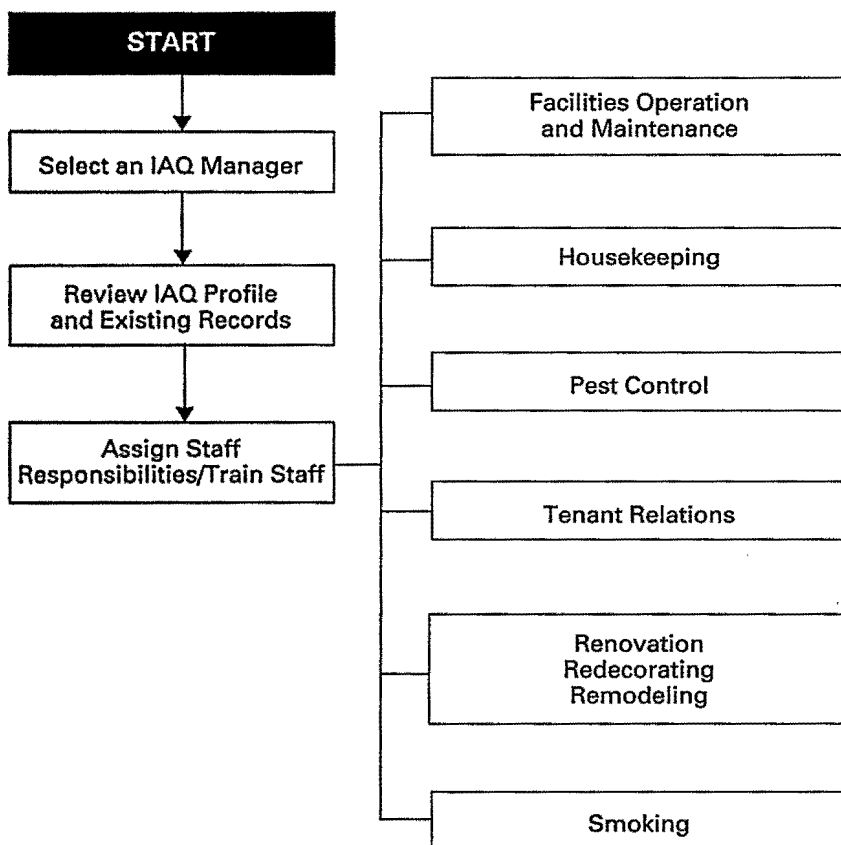 START
Select an IAQ Manager
Review IAQ Profile
and Existing Records
Assign Staff
Responsibilities/Train Staff
Facilities Operation
and Maintenance
Housekeeping
Pest Control
Tenant Relations
Renovation
Redecorating
Remodeling
Smoking